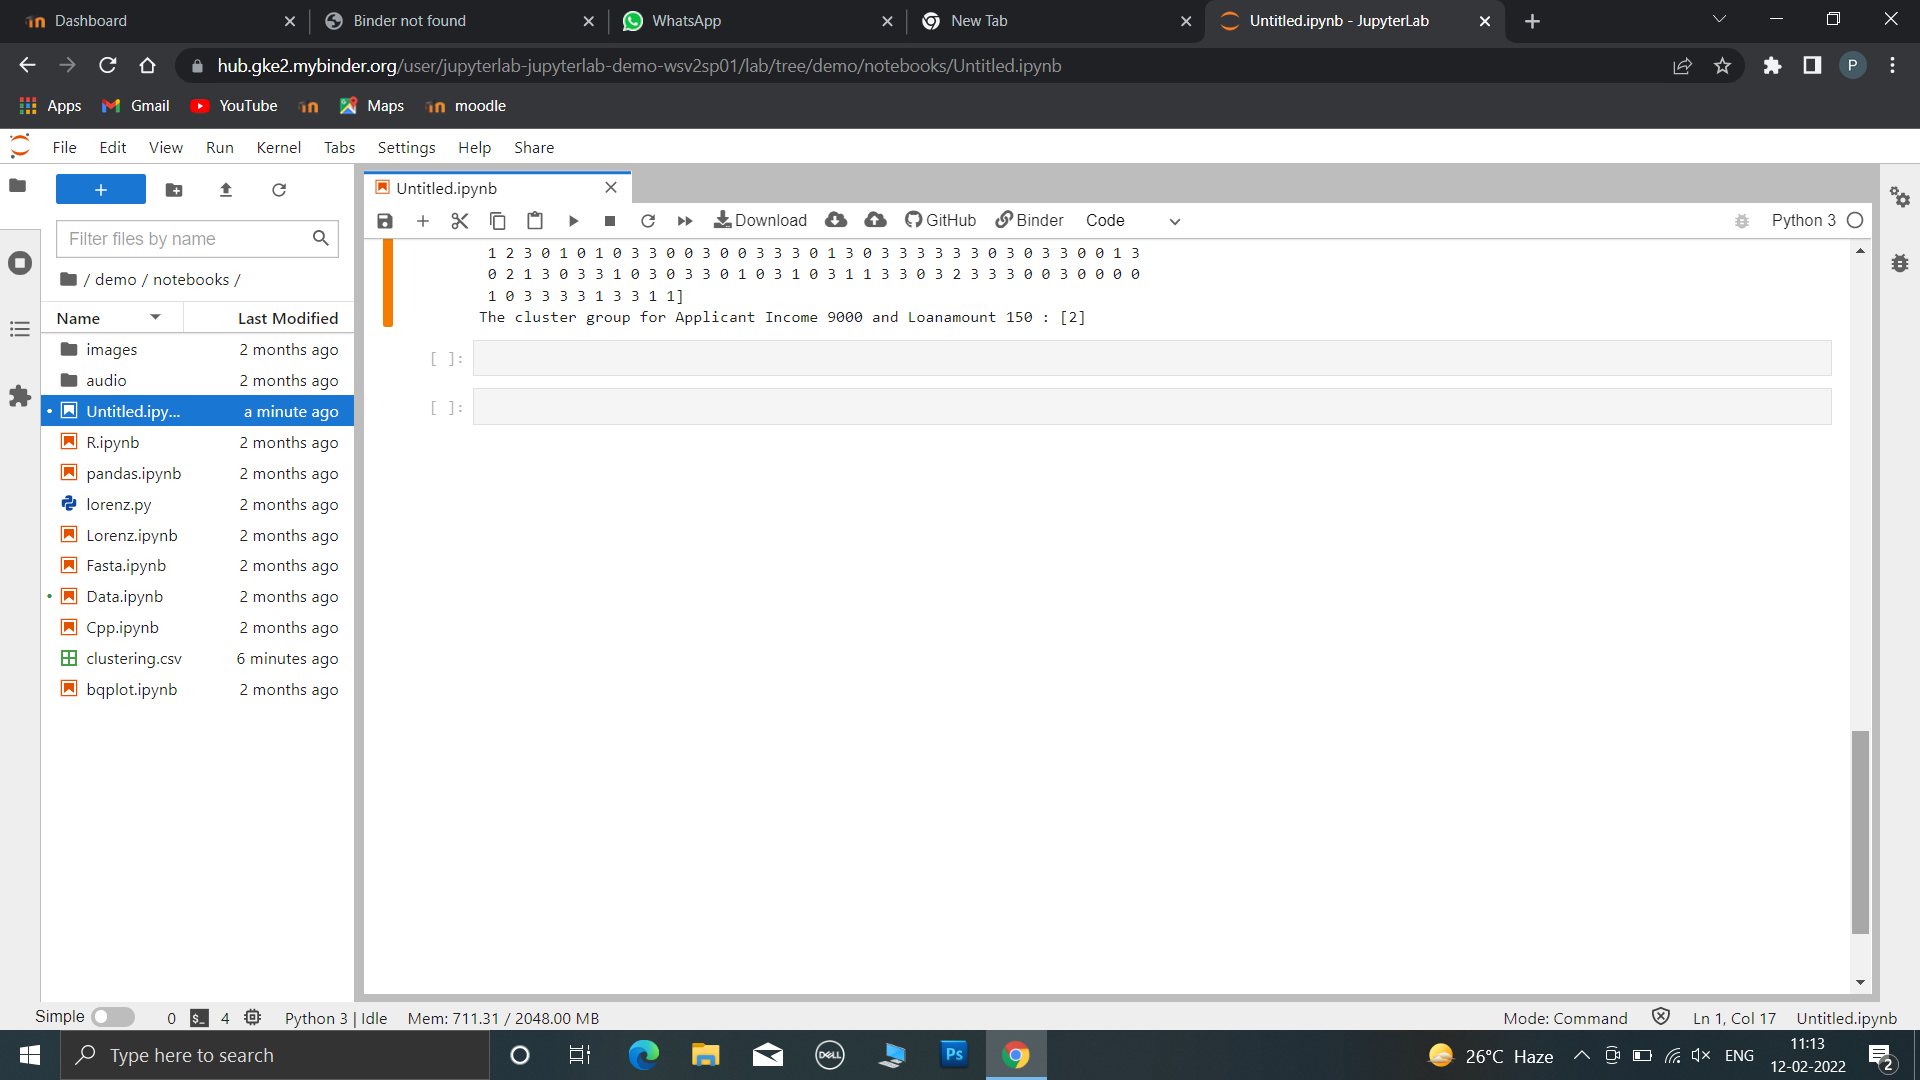 Dashboard
Binder not found
WhatsApp
New Tab
Untitled.ipynb - JupyterLab
hub.gke2.mybinder.org/user/jupyterlab-jupyterlab-demo-wsv2sp01/lab/tree/demo/notebooks/Untitled.ipynb
P
Apps Gmail YouTube Maps moodle
File Edit View Run Kernel Tabs Settings Help Share
+
Untitled.ipynb
Download GitHub Binder Code Python 3
Filter files by name
/ demo / notebooks /
Name Last Modified
images 2 months ago
audio 2 months ago
Untitled.ipy... a minute ago
R.ipynb 2 months ago
pandas.ipynb 2 months ago
lorenz.py 2 months ago
Lorenz.ipynb 2 months ago
Fasta.ipynb 2 months ago
Data.ipynb 2 months ago
Cpp.ipynb 2 months ago
clustering.csv 6 minutes ago
bqplot.ipynb 2 months ago
1 2 3 0 1 0 1 0 3 3 0 0 3 0 0 3 3 3 0 1 3 0 3 3 3 3 3 3 0 3 0 3 3 0 0 1 3
0 2 1 3 0 3 3 1 0 3 0 3 3 0 1 0 3 1 0 3 1 1 3 3 0 3 2 3 3 3 0 0 3 0 0 0 0
1 0 3 3 3 3 1 3 3 1 1]
The cluster group for Applicant Income 9000 and Loanamount 150 : [2]
[ ]:
[ ]:
Simple 0 $_ 4 Python 3 | Idle Mem: 711.31 / 2048.00 MB Mode: Command Ln 1, Col 17 Untitled.ipynb
Type here to search
DELL
Ps
26°C Haze
ENG
11:13
12-02-2022
2